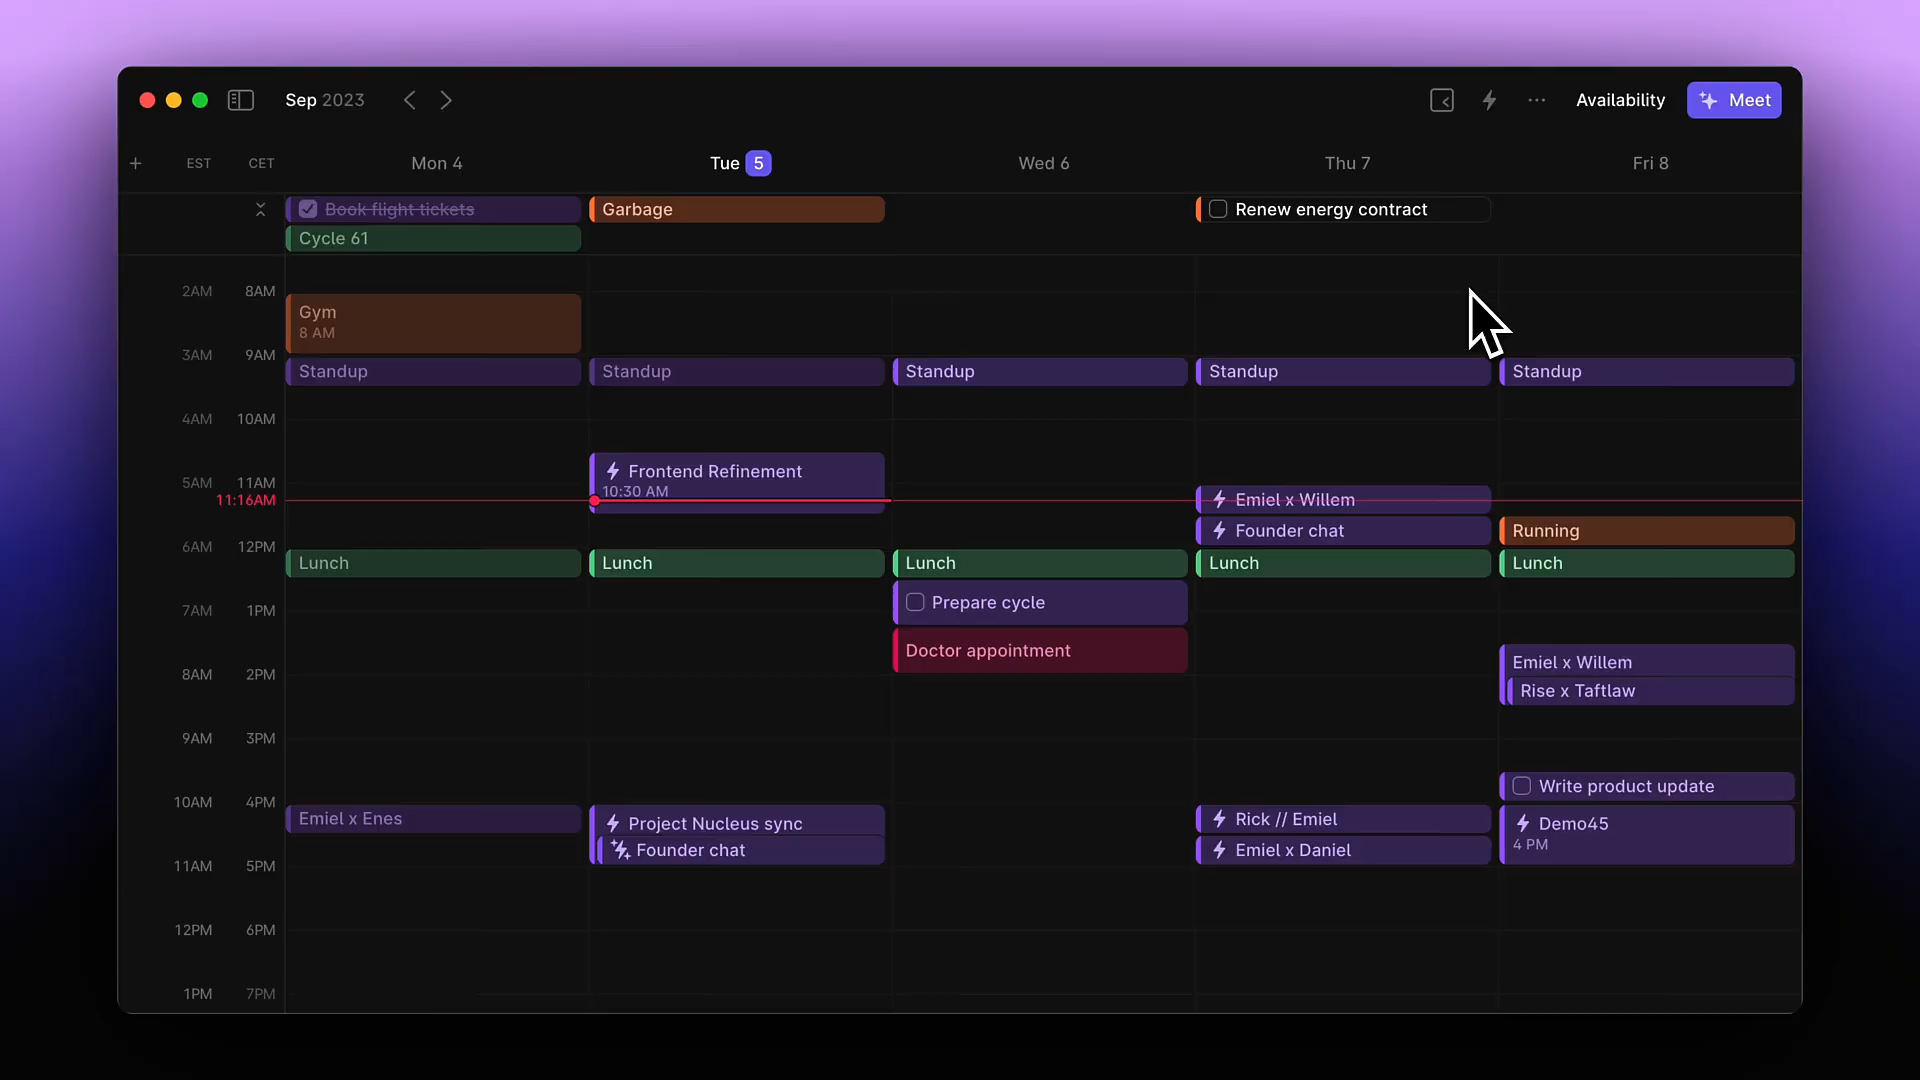 Sep 2023
Availability
Meet
EST CET Mon 4 Tue 5 Wed 6 Thu 7 Fri 8
Book flight tickets
Garbage
Renew energy contract
Cycle 61
2AM 8AM
Gym
8 AM
3AM 9AM
Standup
Standup
Standup
Standup
Standup
4AM 10AM
Frontend Refinement
10:30 AM
5AM 11AM
11:16AM
Emiel x Willem
Founder chat
Running
6AM 12PM
Lunch
Lunch
Lunch
Lunch
Lunch
Prepare cycle
7AM 1PM
Doctor appointment
Emiel x Willem
8AM 2PM
Rise x Taftlaw
9AM 3PM
Write product update
10AM 4PM
Emiel x Enes
Project Nucleus sync
Founder chat
Rick // Emiel
Emiel x Daniel
Demo45
4 PM
11AM 5PM
12PM 6PM
1PM 7PM